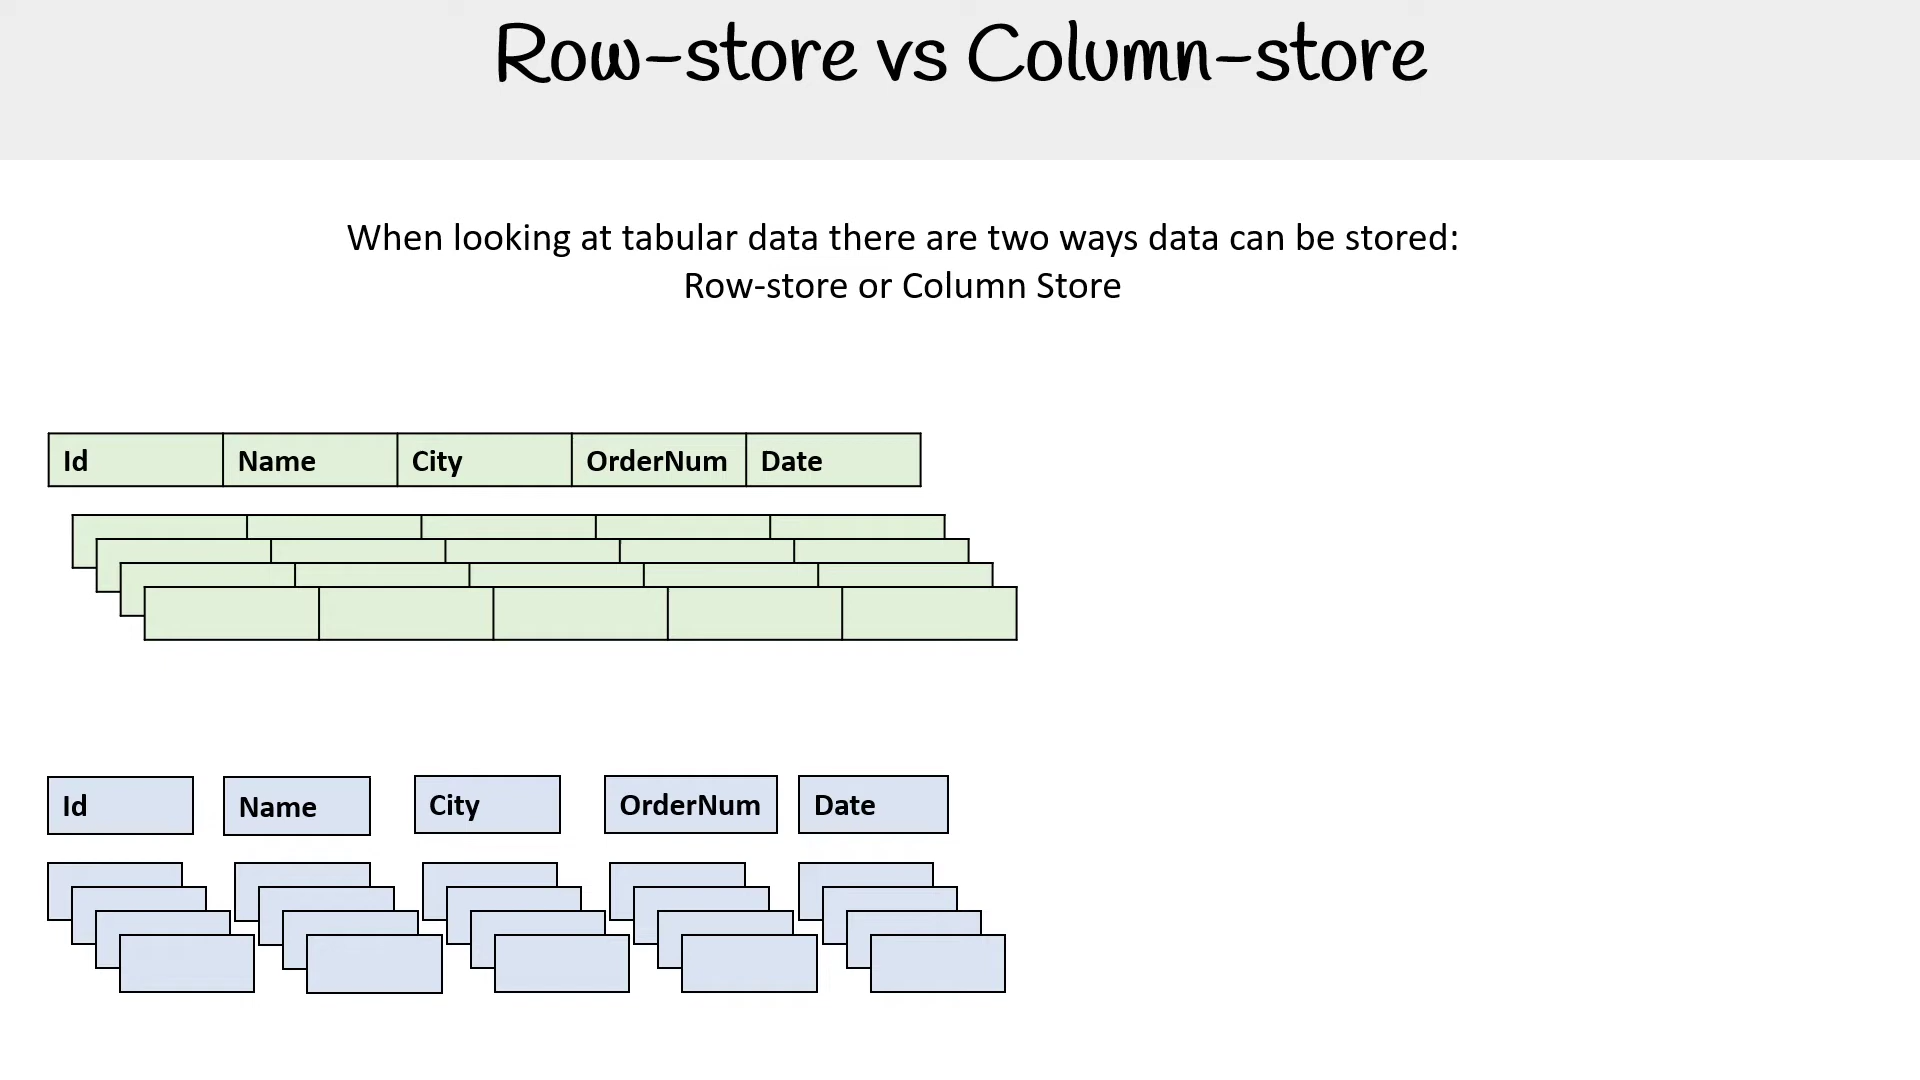 Row-store vs Column-store
When looking at tabular data there are two ways data can be stored:
Row-store or Column Store
Id Name City OrderNum Date
Id Name City OrderNum Date